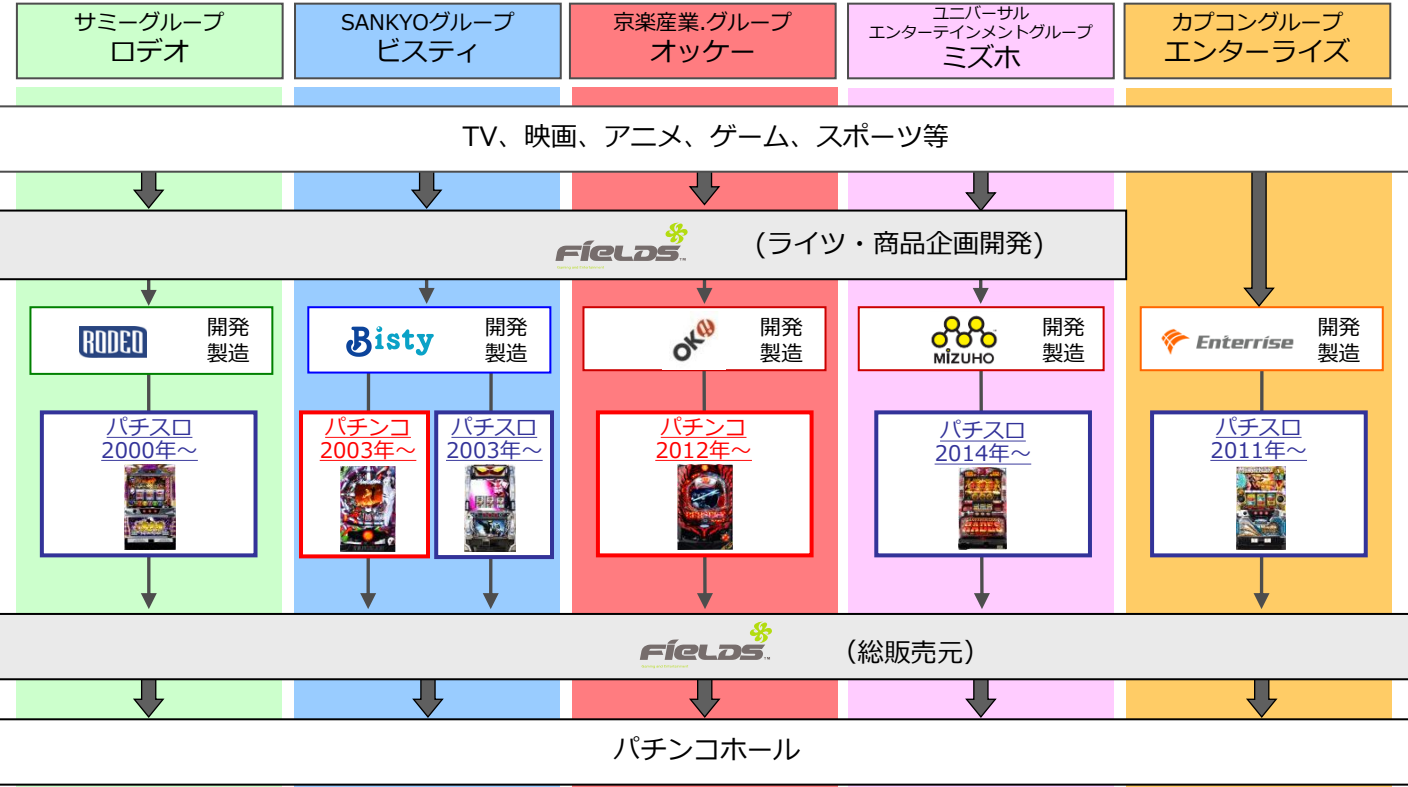 サミーグループ
ロデオ
SANKYOグループ
ビスティ
京楽産業.グループ
オッケー
ユニバーサル
エンターテインメントグループ
ミズホ
カプコングループ
エンターライズ
TV、映画、アニメ、ゲーム、スポーツ等
FIELDS™ (ライツ・商品企画開発)
RODEO
開発
製造
Bisty
開発
製造
OK!!
開発
製造
MIZUHO
開発
製造
Enterrise
開発
製造
パチスロ
2000年～
パチンコ
2003年～
パチスロ
2003年～
パチンコ
2012年～
パチスロ
2014年～
パチスロ
2011年～
FIELDS （総販売元）
パチンコホール